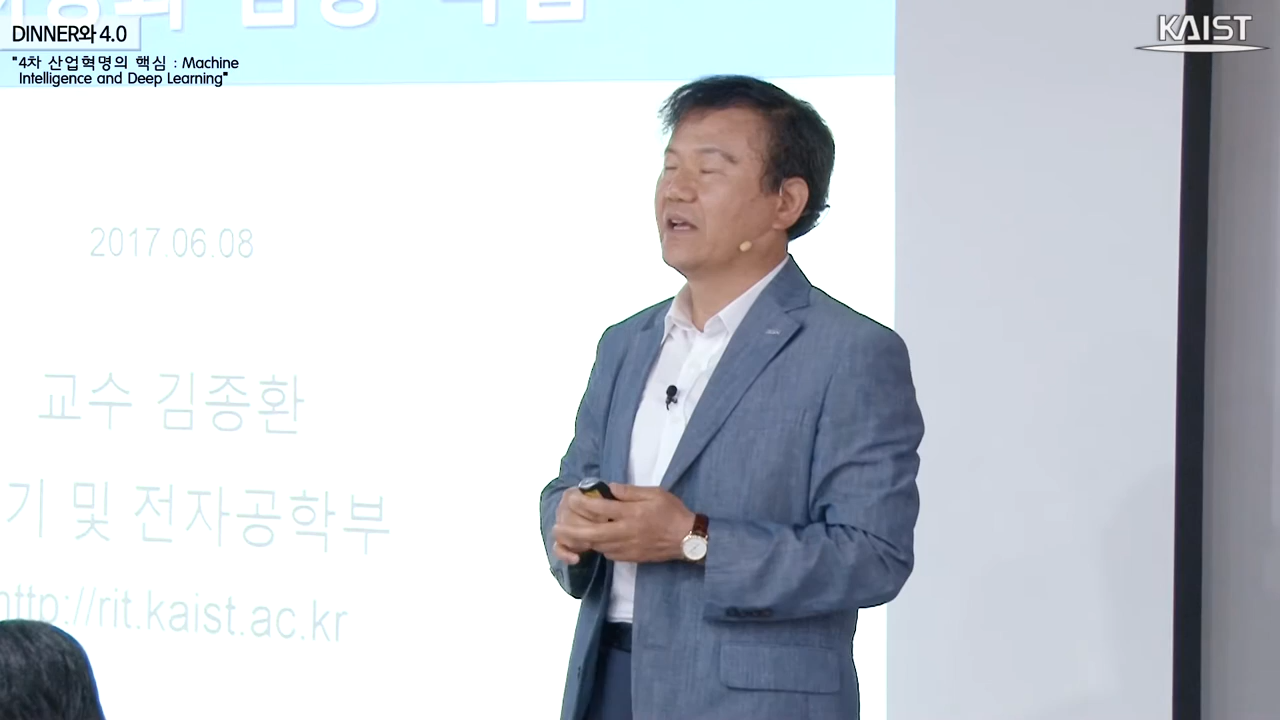 DINNER와 4.0
"4차 산업혁명의 핵심 : Machine
Intelligence and Deep Learning"
KAIST
2017.06.08
교수 김종환
기 및 전자공학부
http://rit.kaist.ac.kr